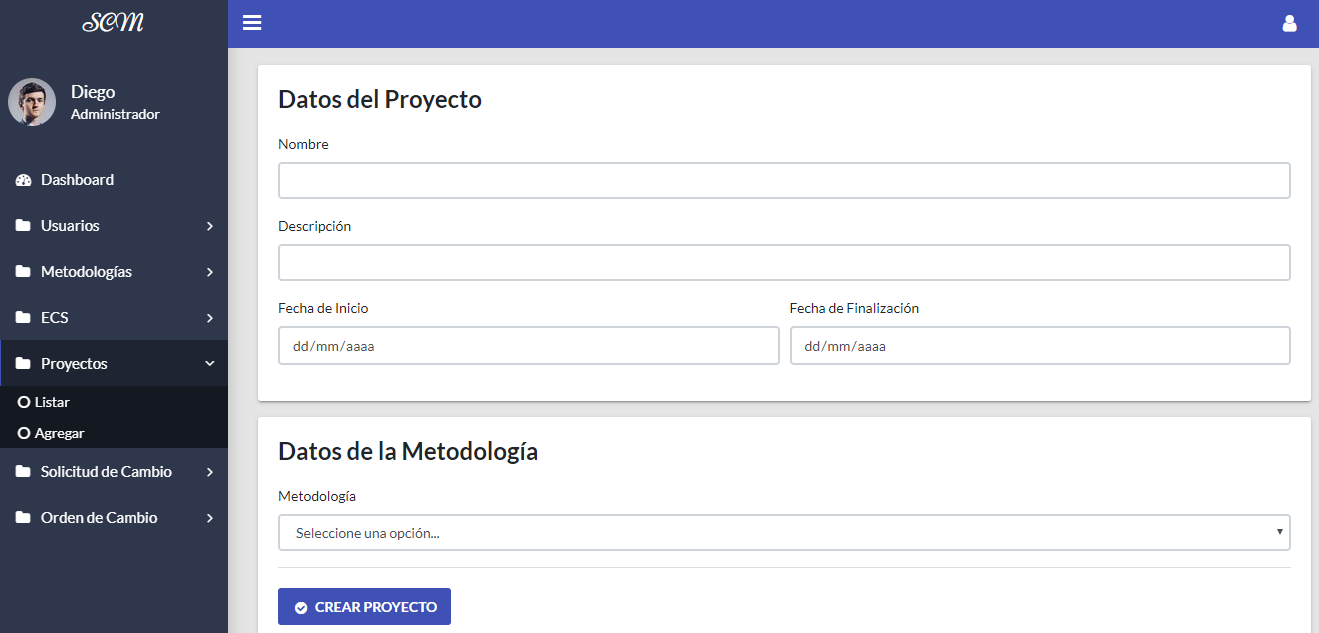 SCM
Diego
Administrador
Dashboard
Usuarios
Metodologías
ECS
Proyectos
Listar
Agregar
Solicitud de Cambio
Orden de Cambio
Datos del Proyecto
Nombre
Descripción
Fecha de Inicio Fecha de Finalización
dd/mm/aaaa dd/mm/aaaa
Datos de la Metodología
Metodología
Seleccione una opción...
CREAR PROYECTO